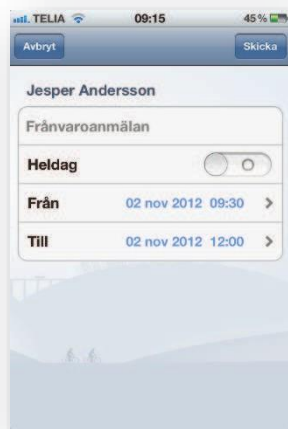 TELIA 09:15 45 %
Avbryt Skicka
Jesper Andersson
Frånvaroanmälan
Heldag
Från 02 nov 2012 09:30
Till 02 nov 2012 12:00